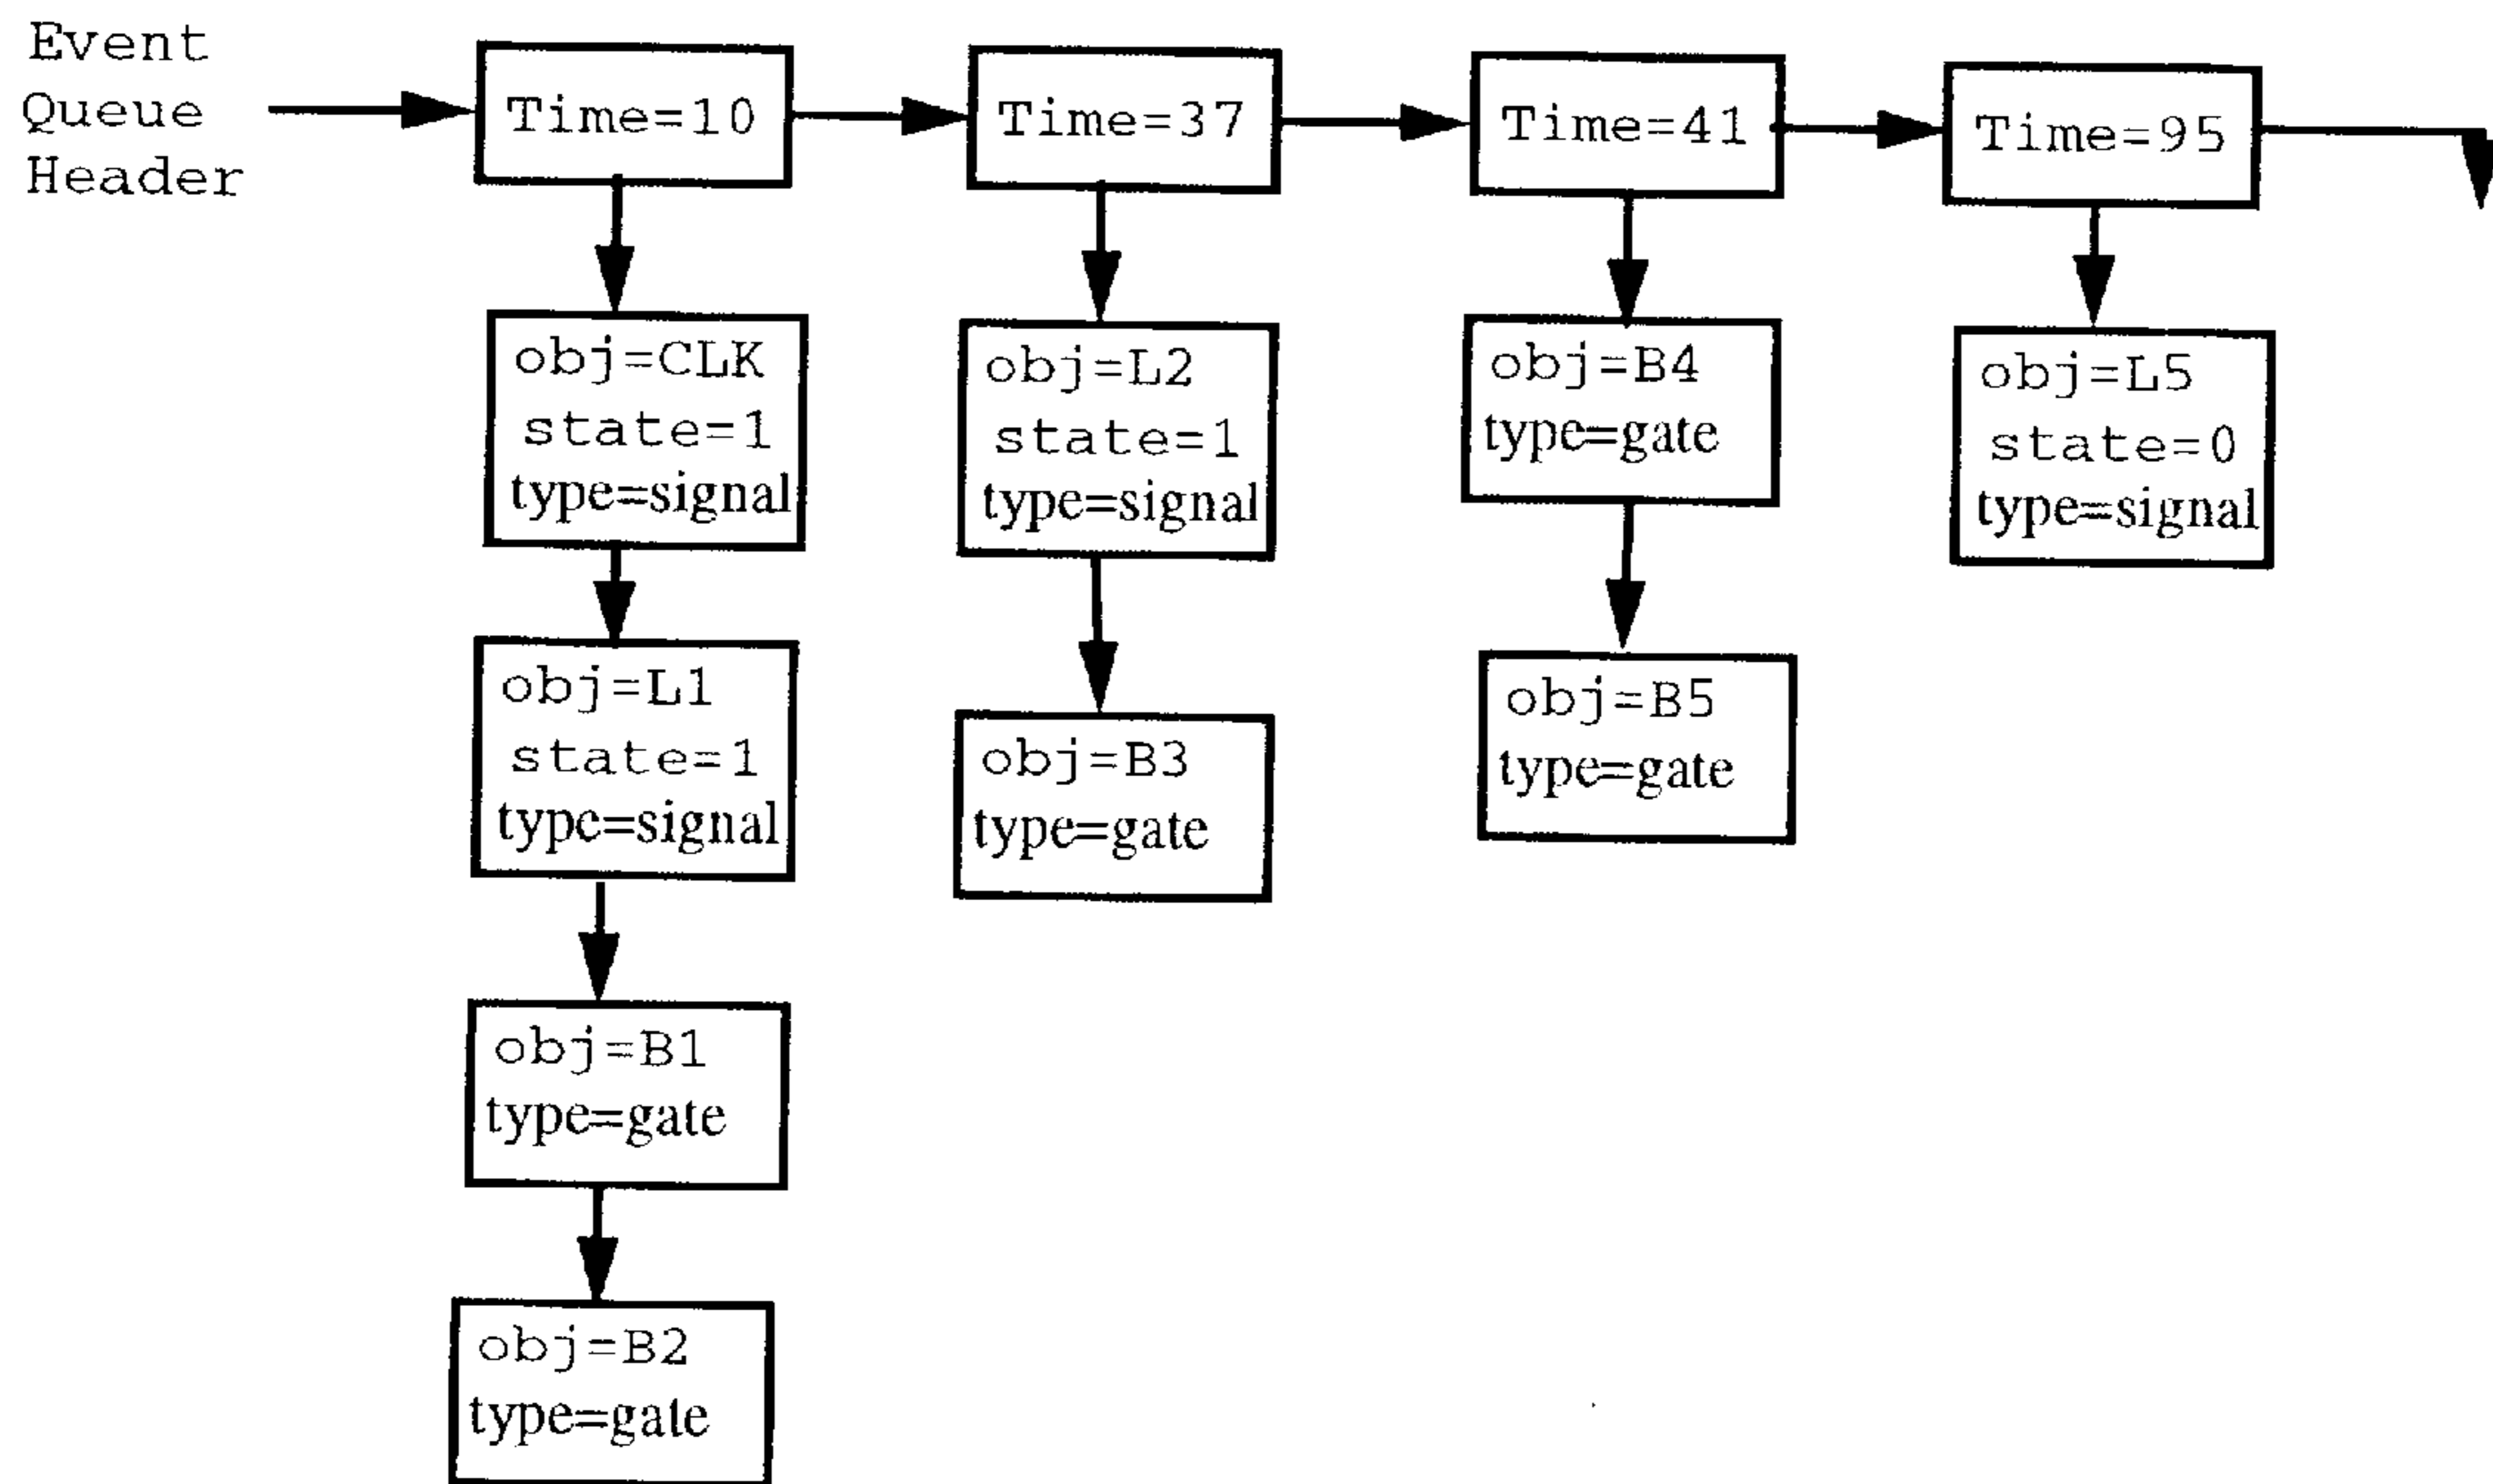 Event
Queue
Header
Time=10
Time=37
Time=41
Time=95
obj=CLK
state=1
type=signal
obj=L1
state=1
type=signal
obj=B1
type=gate
obj=B2
type=gate
obj=L2
state=1
type=signal
obj=B3
type=gate
obj=B4
type=gate
obj=B5
type=gate
obj=L5
state=0
type=signal